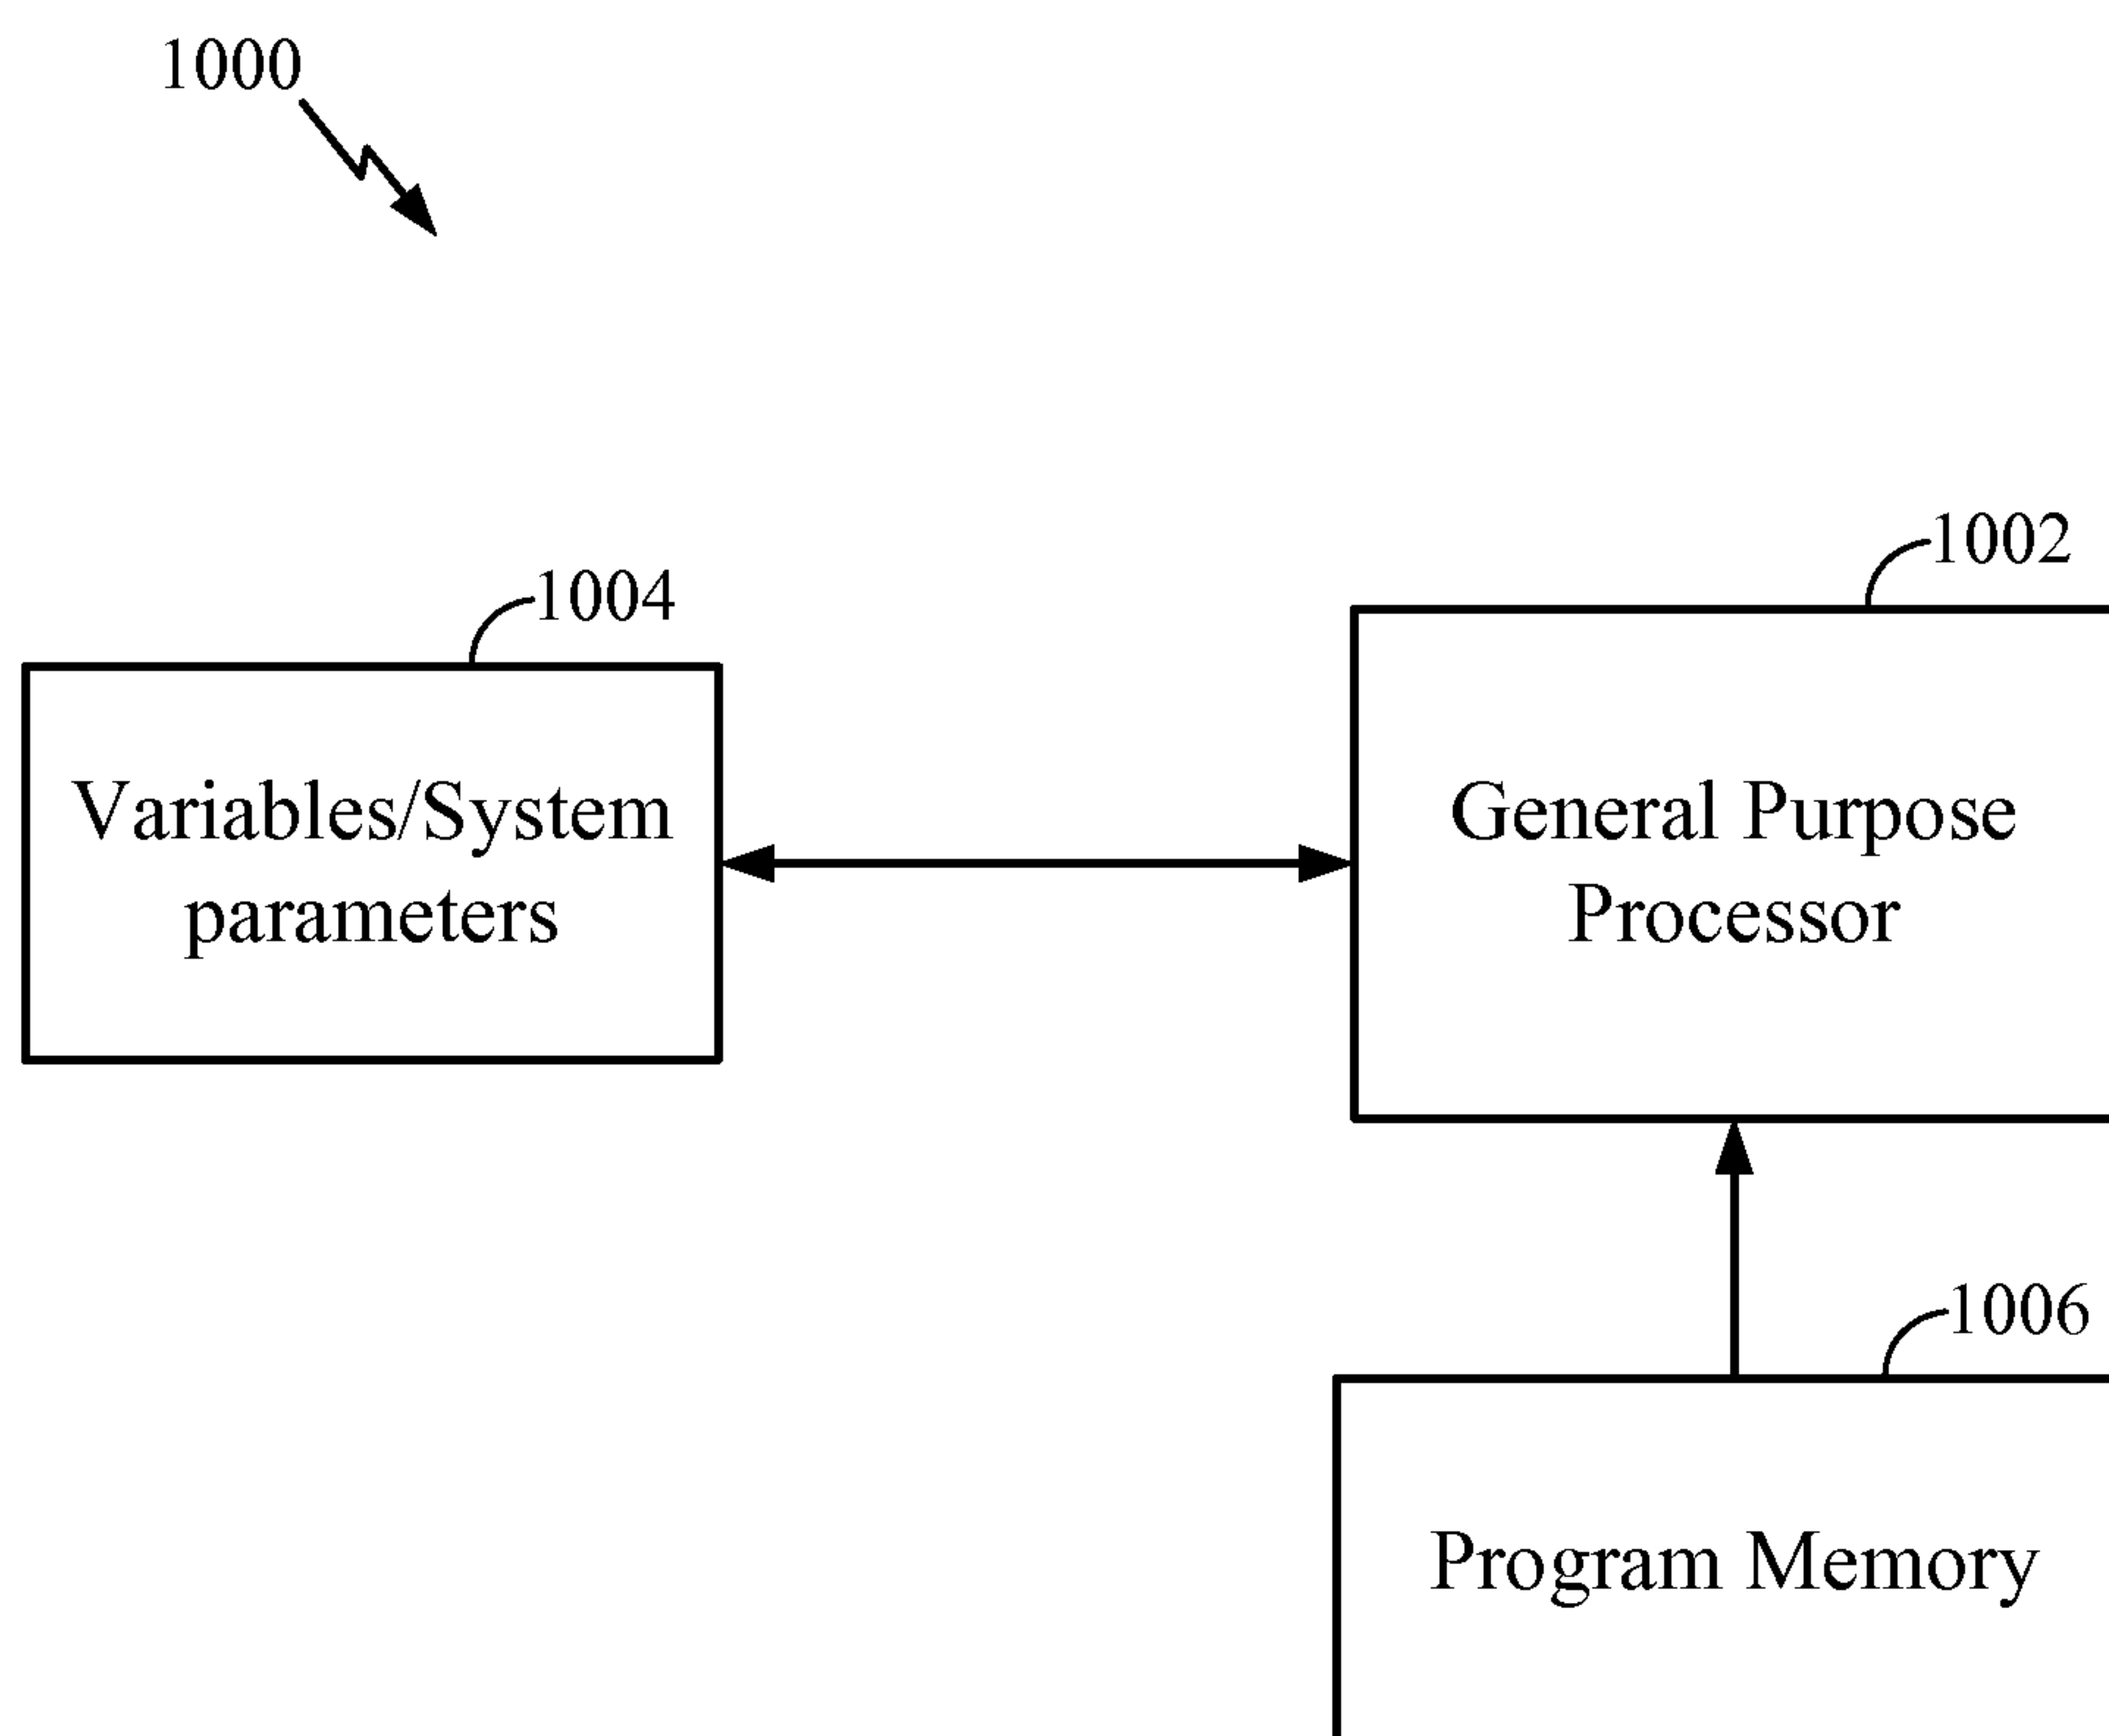 1000
1002
1004
Variables/System
parameters
General Purpose
Processor
1006
Program Memory